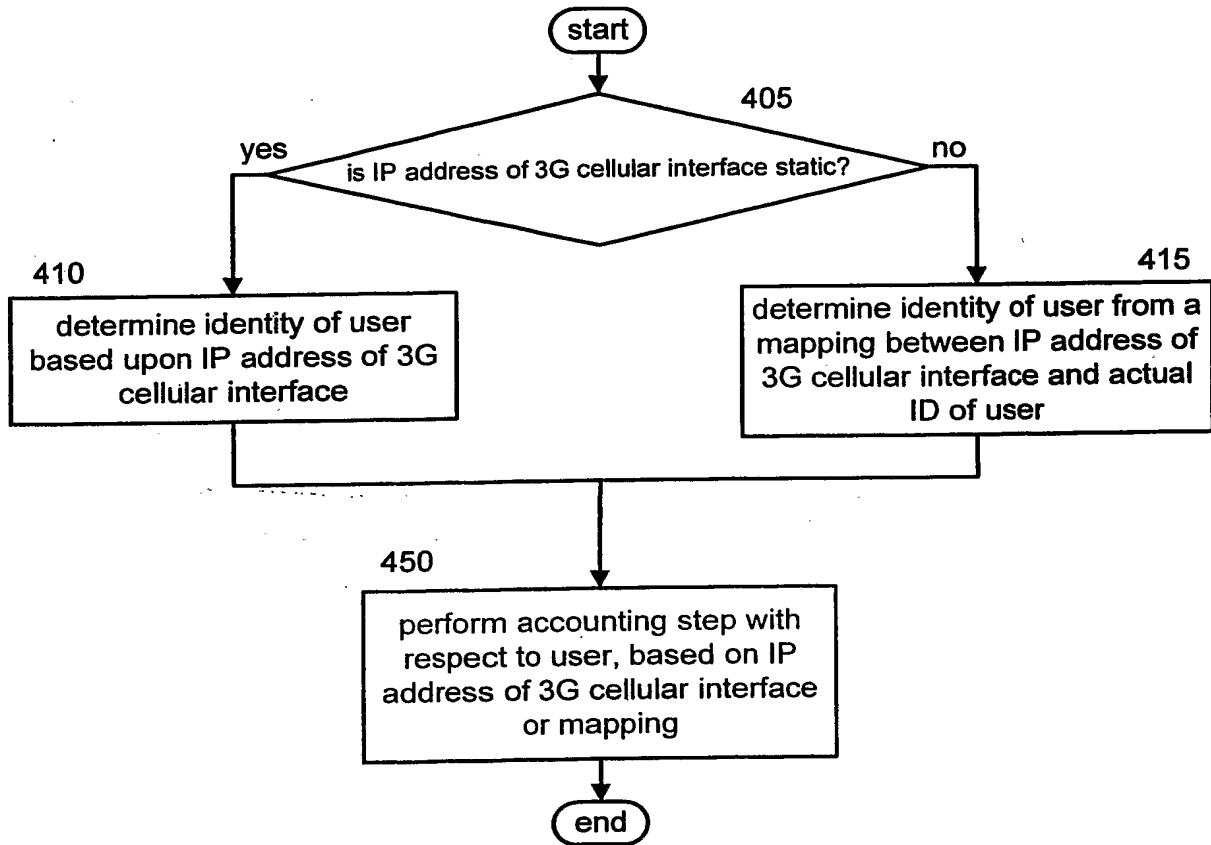 start
405
yes
is IP address of 3G cellular interface static?
no
410
determine identity of user
based upon IP address of 3G
cellular interface
415
determine identity of user from a
mapping between IP address of
3G cellular interface and actual
ID of user
450
perform accounting step with
respect to user, based on IP
address of 3G cellular interface
or mapping
end